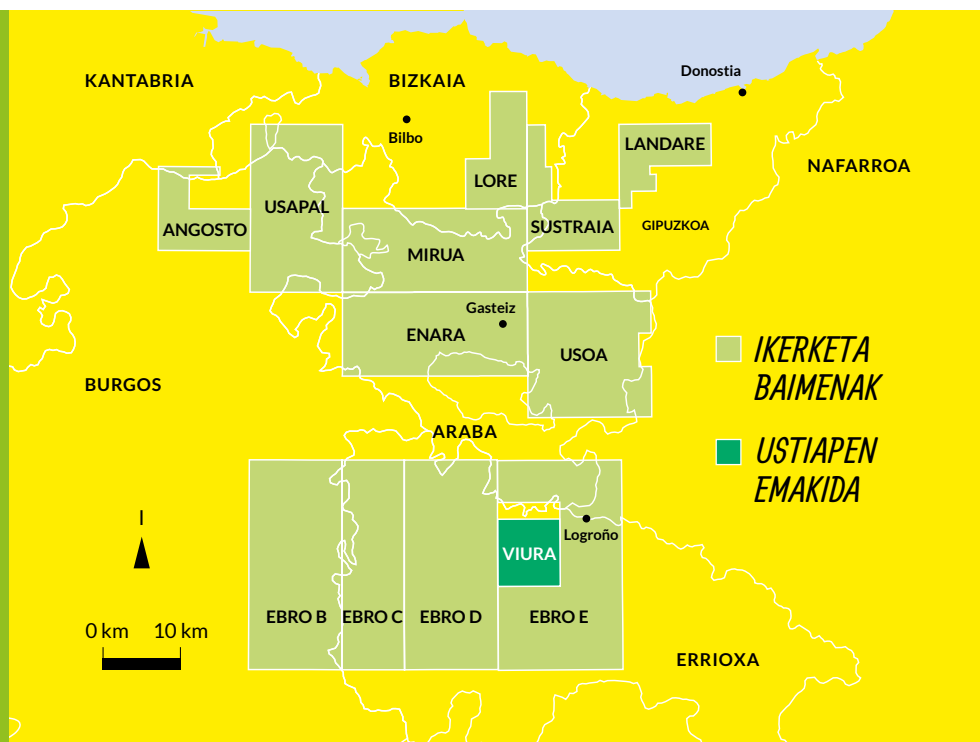 Donostia
KANTABRIA
BIZKAIA
Bilbo
LANDARE
NAFARROA
LORE
USAPAL
ANGOSTO
SUSTRAIA
GIPUZKOA
MIRUA
Gasteiz
ENARA
USOA
IKERKETA
BAIMENAK
BURGOS
ARABA
USTIAPEN
EMAKIDA
I
Logroño
VIURA
EBRO B
EBRO C
EBRO D
EBRO E
0 km
10 km
ERRIOXA